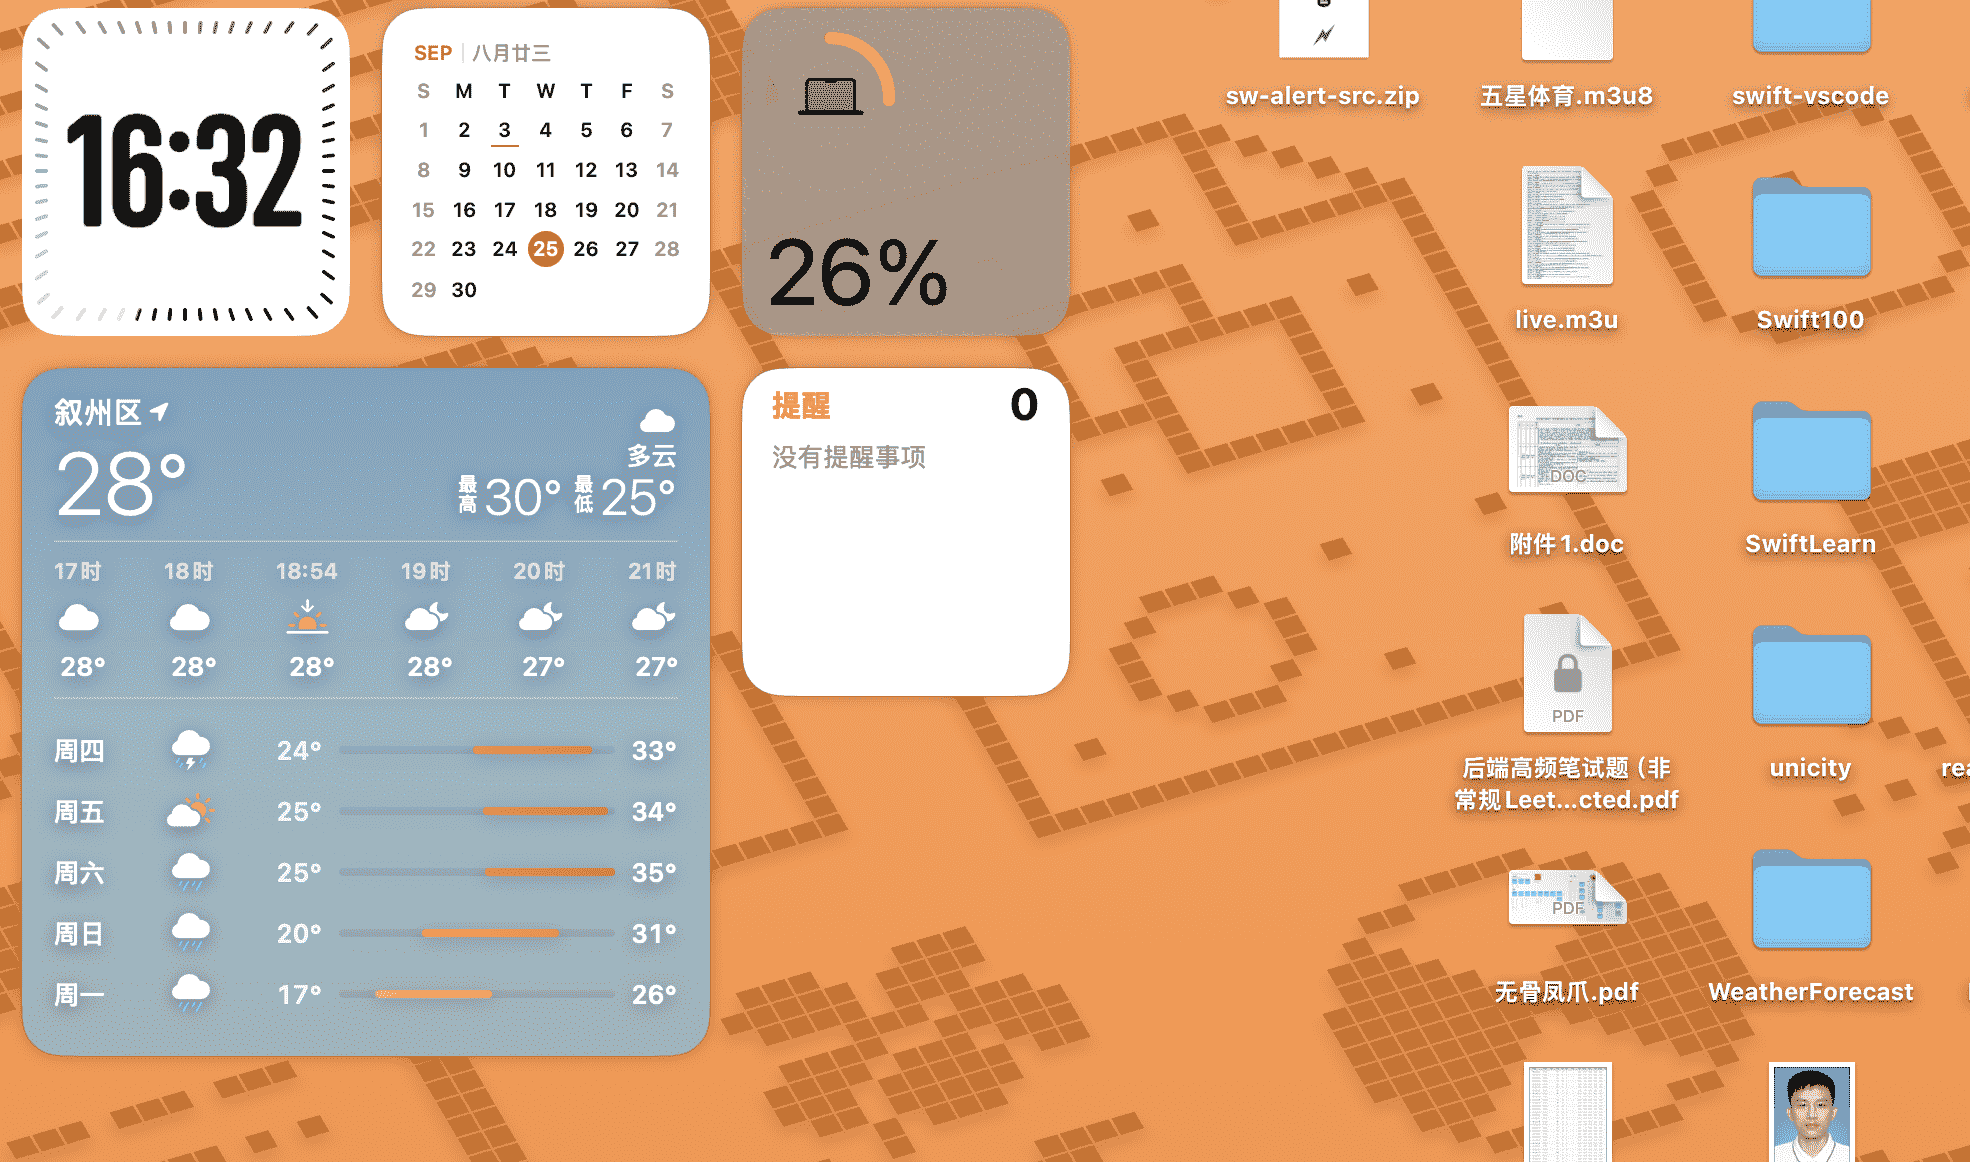 16:32
SEP 八月廿三
S M T W T F S
1 2 3 4 5 6 7
8 9 10 11 12 13 14
15 16 17 18 19 20 21
22 23 24 25 26 27 28
29 30
26%
叙州区
28°
多云
最高 30° 最低 25°
17时 18时 18:54 19时 20时 21时
28° 28° 28° 28° 27° 27°
周四 24° 33°
周五 25° 34°
周六 25° 35°
周日 20° 31°
周一 17° 26°
提醒 0
没有提醒事项
sw-alert-src.zip
五星体育.m3u8
swift-vscode
live.m3u
Swift100
DOC
附件1.doc
SwiftLearn
PDF
后端高频笔试题（非
常规Leet...cted.pdf
unicity
PDF
无骨凤爪.pdf
WeatherForecast